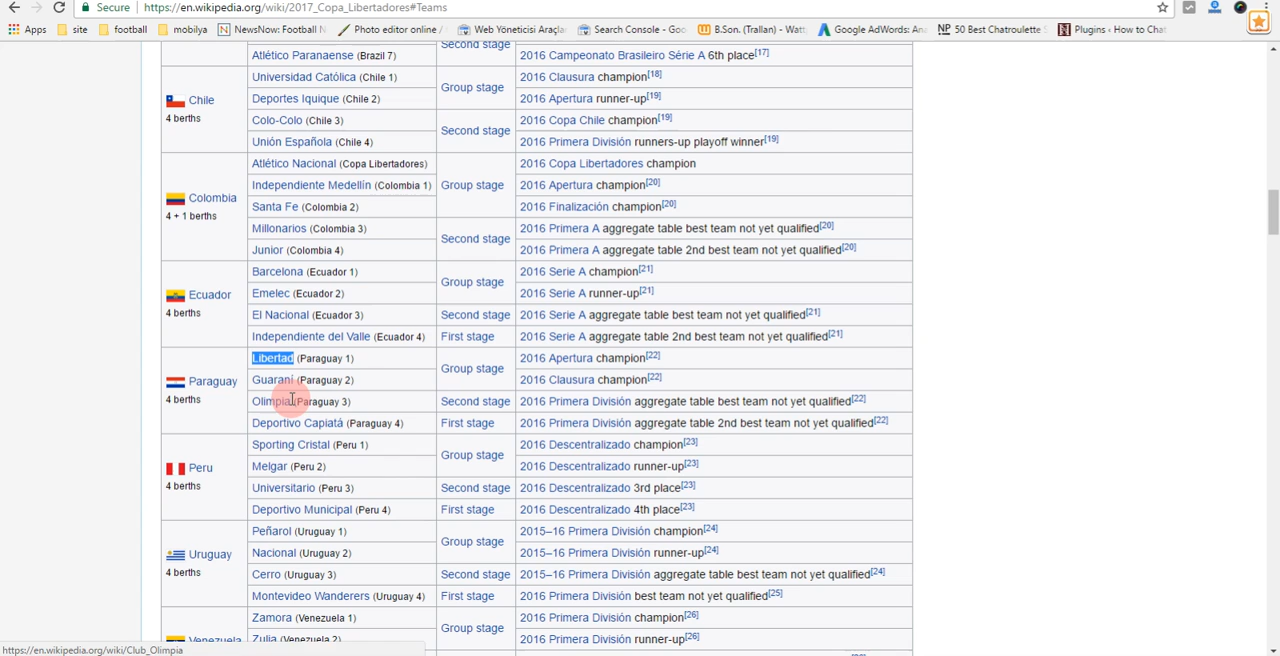 Secure https://en.wikipedia.org/wiki/2017_Copa_Libertadores#Teams
Apps site football mobilya NewsNow: Football N Photo editor online / Web Yöneticisi Araçla Search Console - Goo B.Son. (Trallan) - Watt Google AdWords: Ana NP 50 Best Chatroulette Plugins ‹ How to Chat
Atlético Paranaense (Brazil 7) Second stage 2016 Campeonato Brasileiro Série A 6th place[17]
Chile
4 berths
Universidad Católica (Chile 1) Group stage 2016 Clausura champion[18]
Deportes Iquique (Chile 2) 2016 Apertura runner-up[19]
Colo-Colo (Chile 3) Second stage 2016 Copa Chile champion[19]
Unión Española (Chile 4) 2016 Primera División runners-up playoff winner[19]
Colombia
4 + 1 berths
Atlético Nacional (Copa Libertadores) Group stage 2016 Copa Libertadores champion
Independiente Medellín (Colombia 1) 2016 Apertura champion[20]
Santa Fe (Colombia 2) 2016 Finalización champion[20]
Millonarios (Colombia 3) Second stage 2016 Primera A aggregate table best team not yet qualified[20]
Junior (Colombia 4) 2016 Primera A aggregate table 2nd best team not yet qualified[20]
Ecuador
4 berths
Barcelona (Ecuador 1) Group stage 2016 Serie A champion[21]
Emelec (Ecuador 2) 2016 Serie A runner-up[21]
El Nacional (Ecuador 3) Second stage 2016 Serie A aggregate table best team not yet qualified[21]
Independiente del Valle (Ecuador 4) First stage 2016 Serie A aggregate table 2nd best team not yet qualified[21]
Paraguay
4 berths
Libertad (Paraguay 1) Group stage 2016 Apertura champion[22]
Guaraní (Paraguay 2) 2016 Clausura champion[22]
Olimpia (Paraguay 3) Second stage 2016 Primera División aggregate table best team not yet qualified[22]
Deportivo Capiatá (Paraguay 4) First stage 2016 Primera División aggregate table 2nd best team not yet qualified[22]
Peru
4 berths
Sporting Cristal (Peru 1) Group stage 2016 Descentralizado champion[23]
Melgar (Peru 2) 2016 Descentralizado runner-up[23]
Universitario (Peru 3) Second stage 2016 Descentralizado 3rd place[23]
Deportivo Municipal (Peru 4) First stage 2016 Descentralizado 4th place[23]
Uruguay
4 berths
Peñarol (Uruguay 1) Group stage 2015–16 Primera División champion[24]
Nacional (Uruguay 2) 2015–16 Primera División runner-up[24]
Cerro (Uruguay 3) Second stage 2015–16 Primera División aggregate table best team not yet qualified[24]
Montevideo Wanderers (Uruguay 4) First stage 2016 Primera División best team not yet qualified[25]
Venezuela
Zamora (Venezuela 1) Group stage 2016 Primera División champion[26]
Zulia (Venezuela 2) 2016 Primera División runner-up[26]
https://en.wikipedia.org/wiki/Club_Olimpia